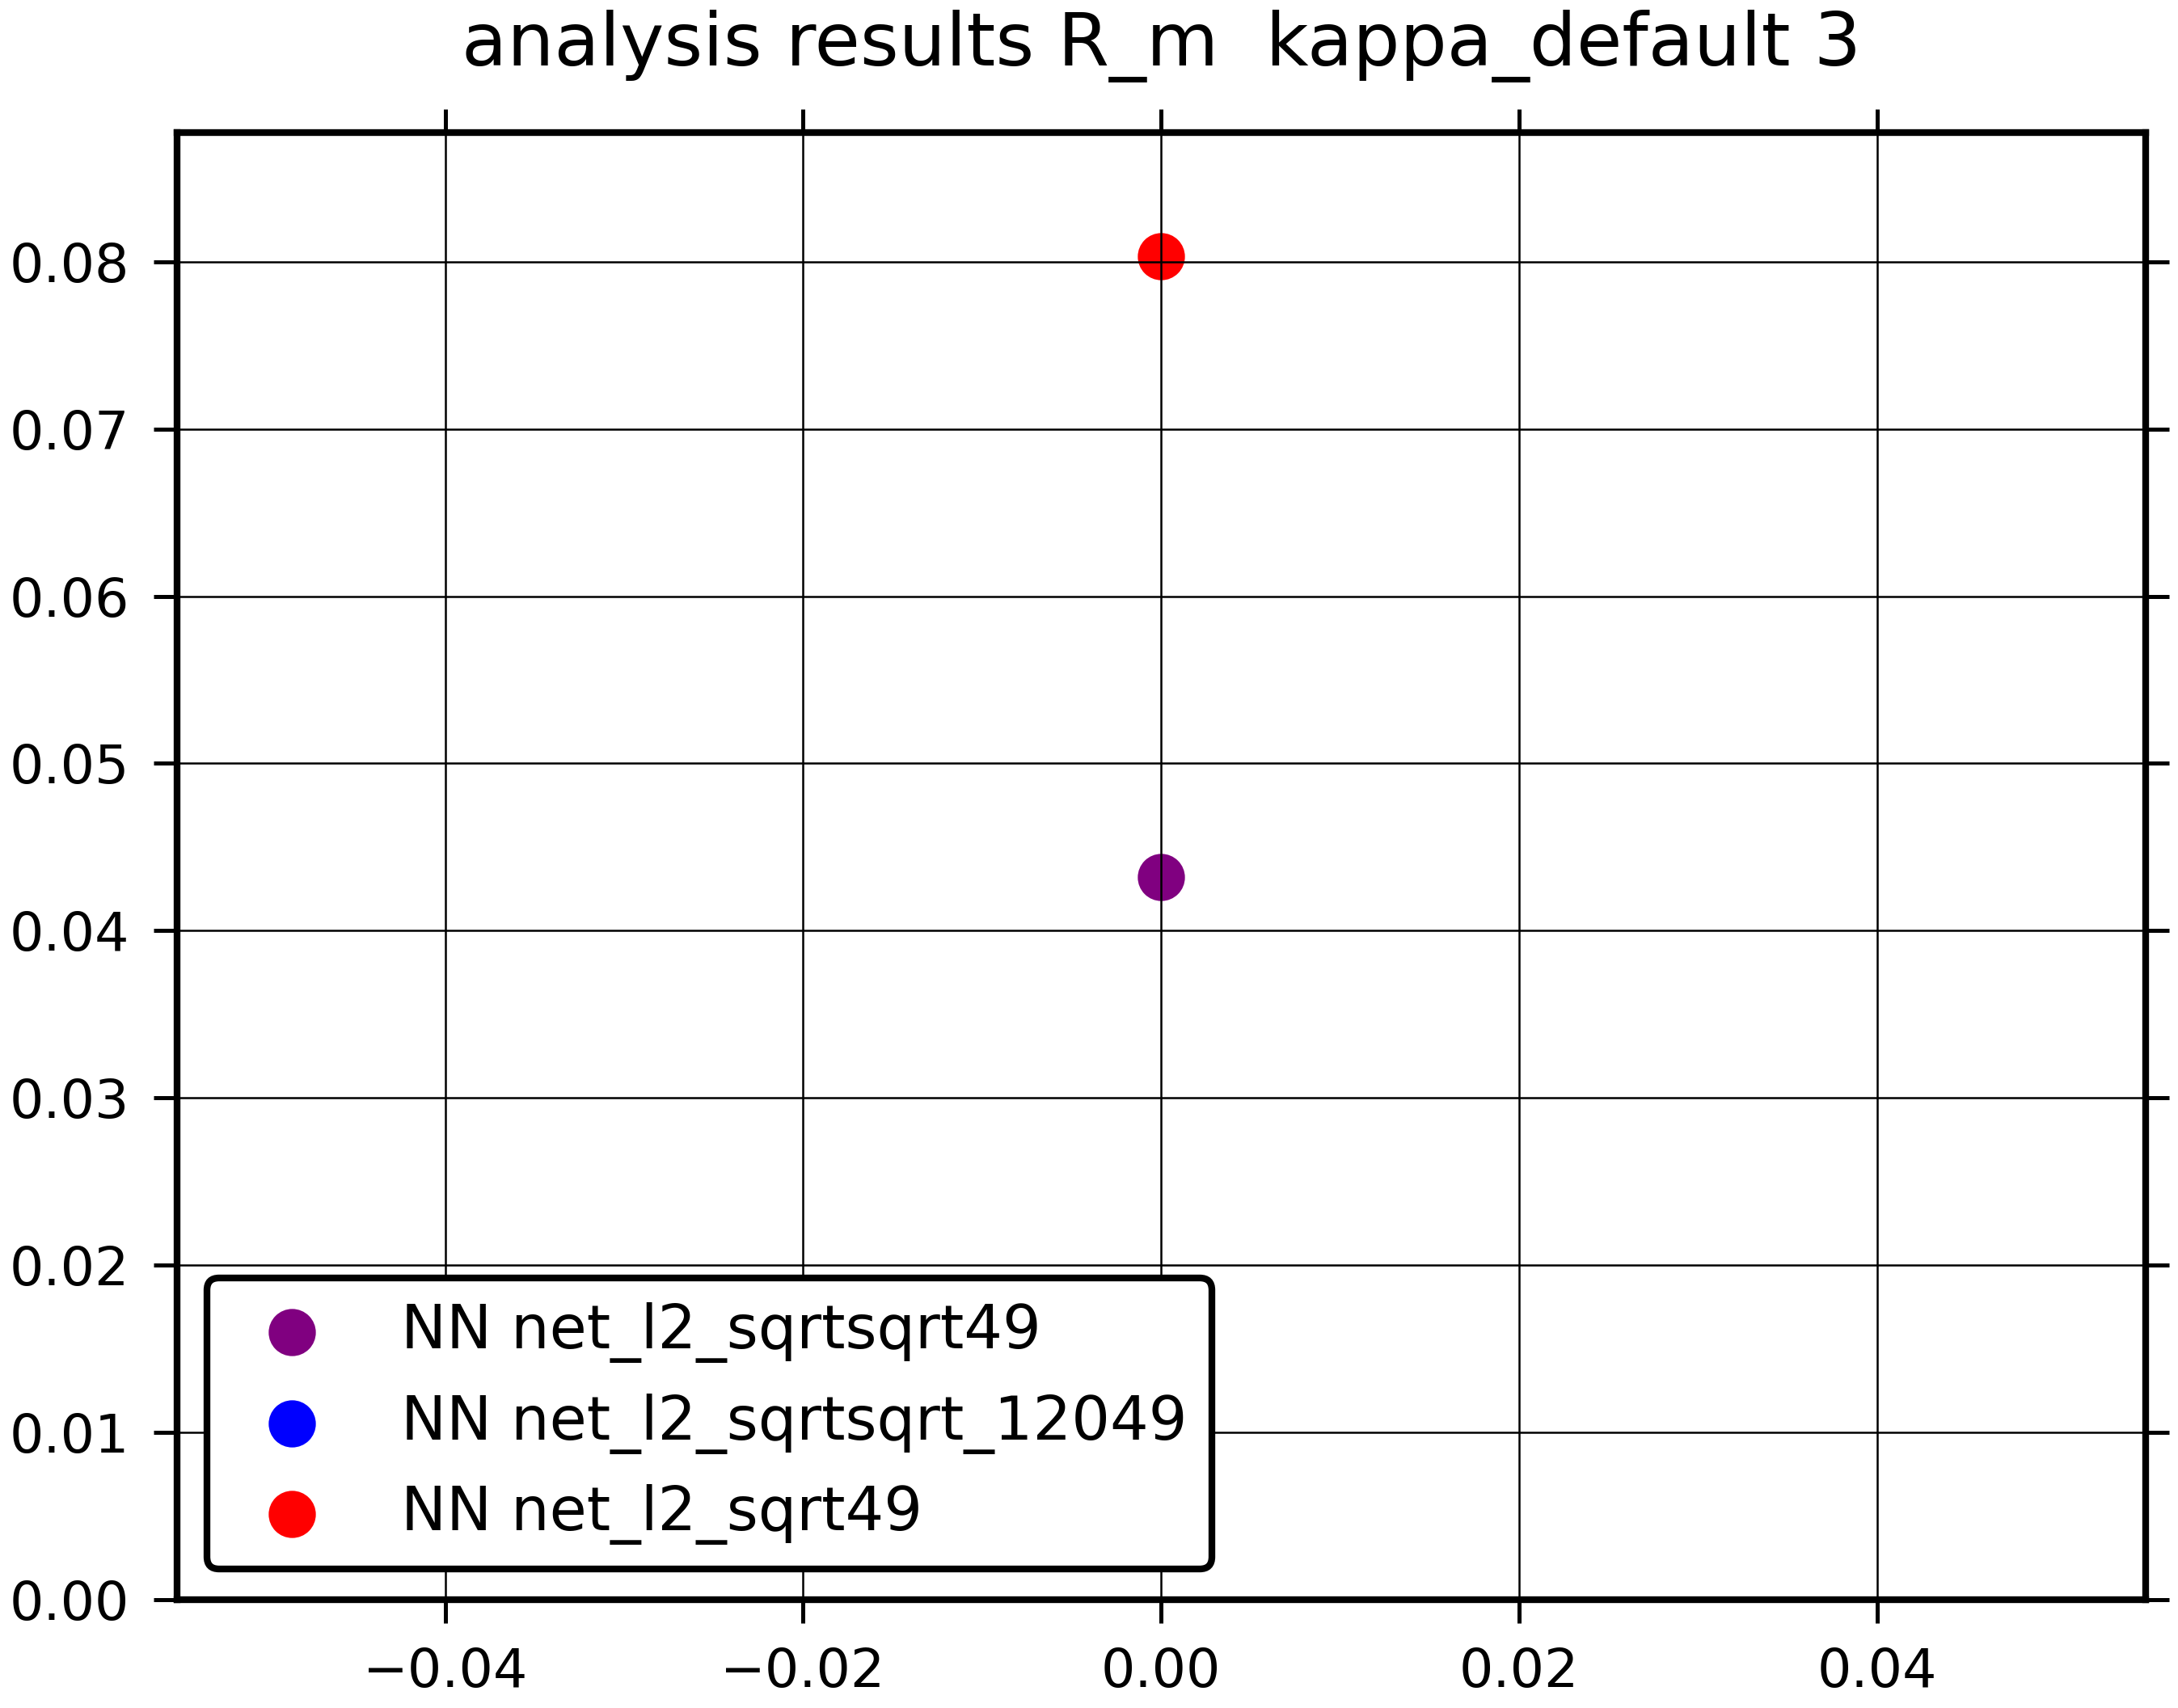 analysis results R_m  kappa_default 3
0.08
0.07
0.06
0.05
0.04
0.03
0.02
0.01
0.00
NN net_l2_sqrtsqrt49
NN net_l2_sqrtsqrt_12049
NN net_l2_sqrt49
−0.04 −0.02 0.00 0.02 0.04